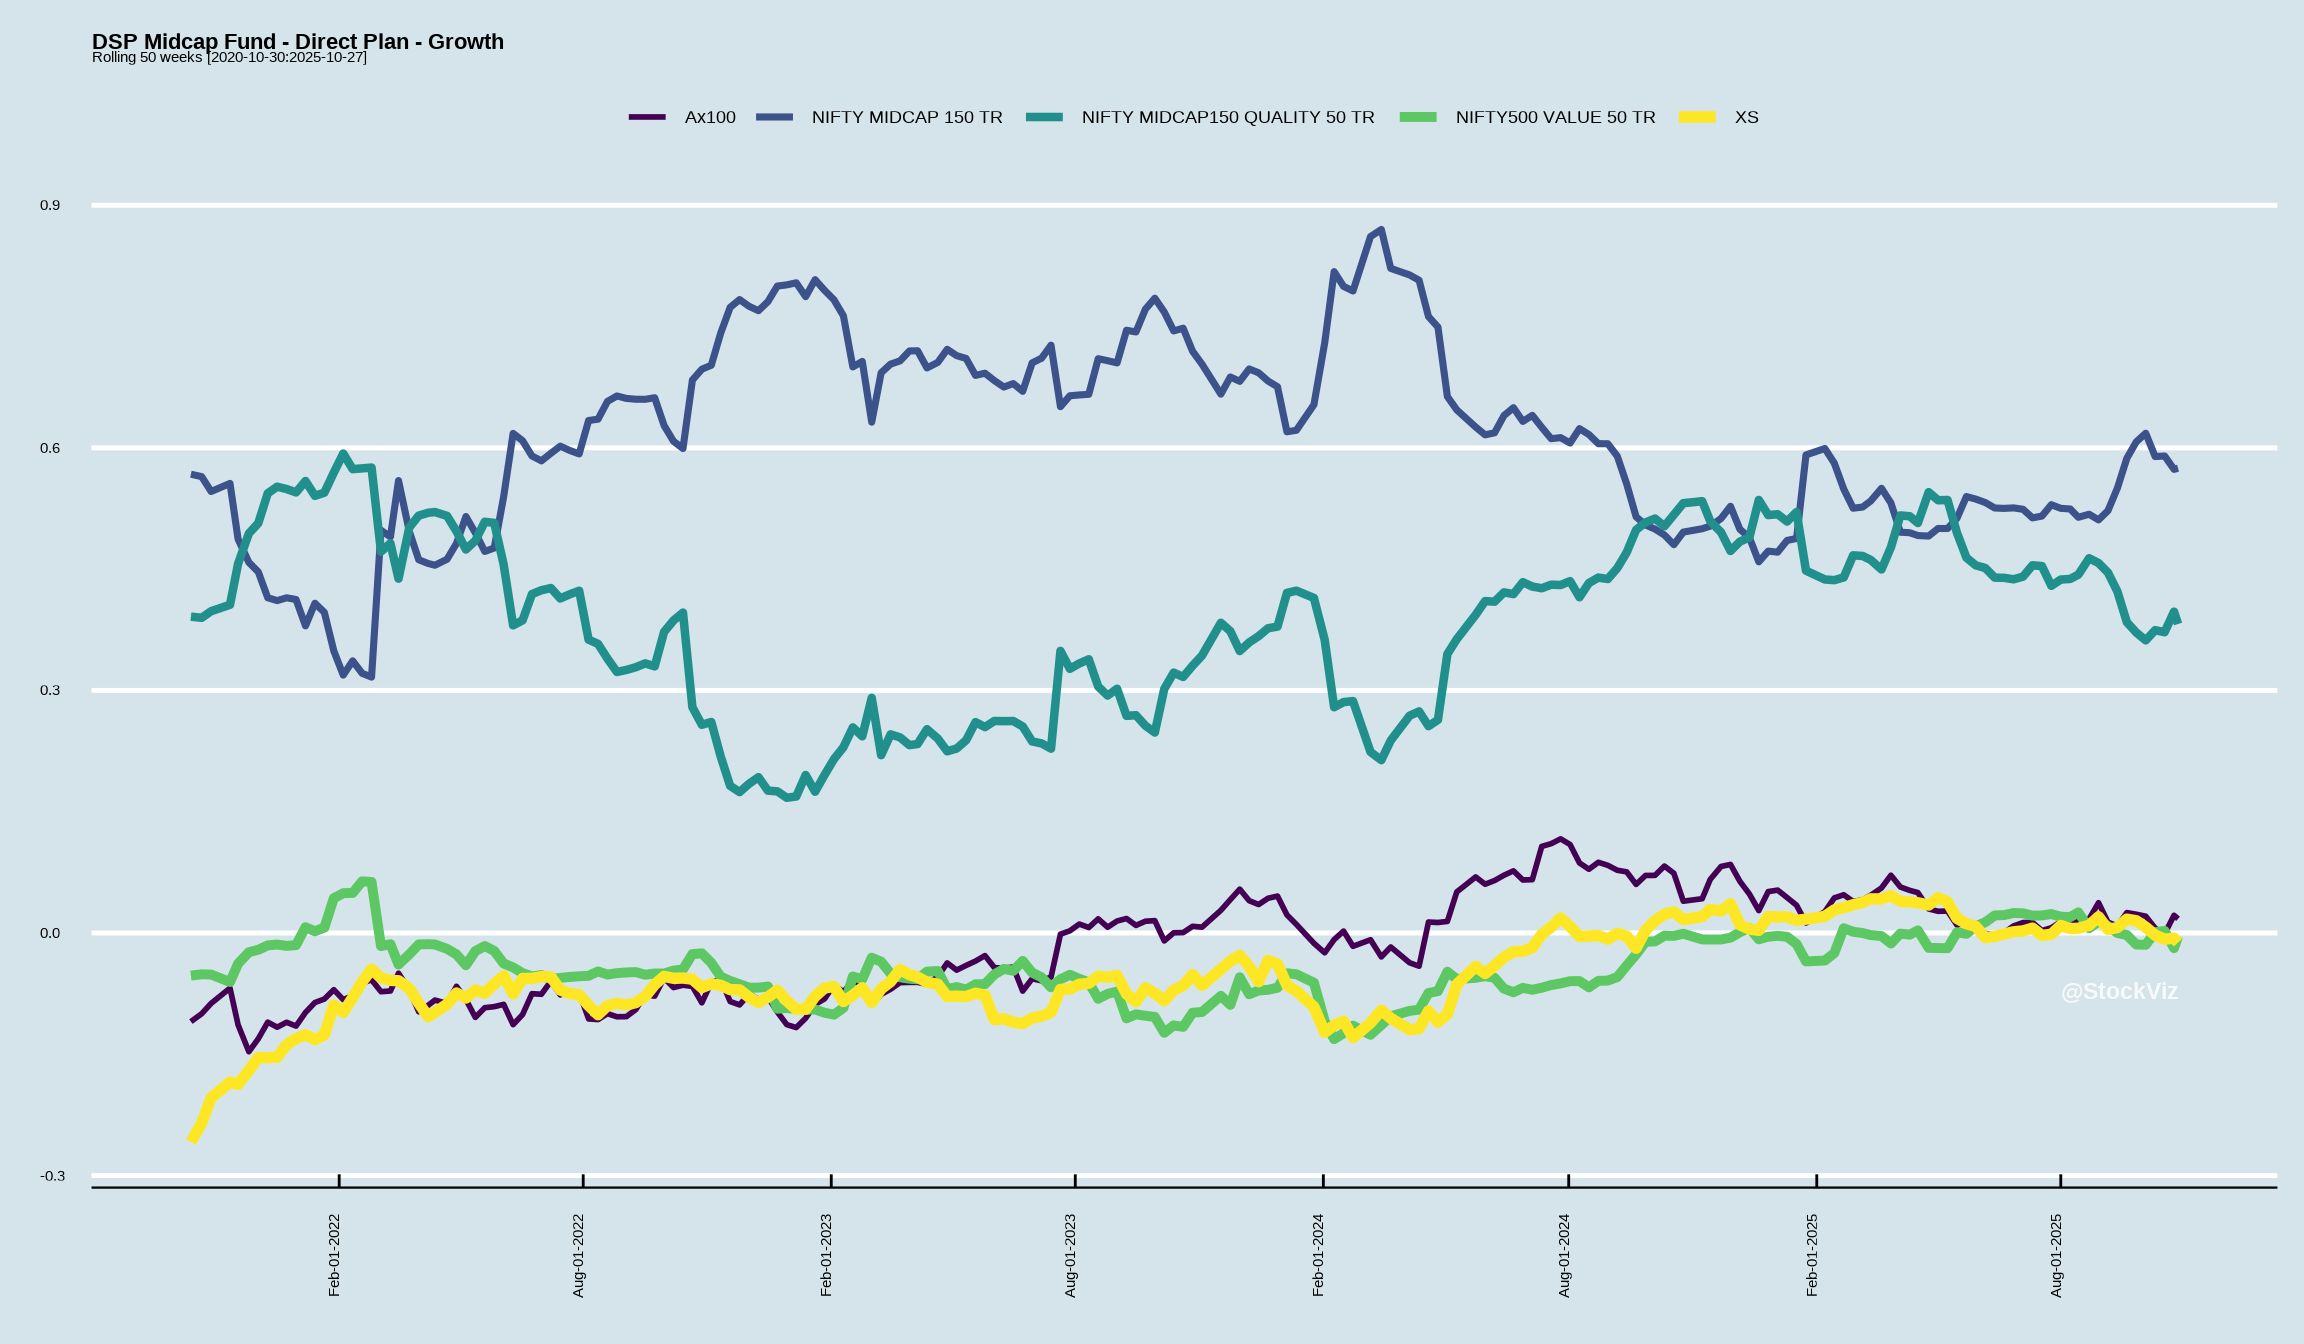 DSP Midcap Fund - Direct Plan - Growth
Rolling 50 weeks [2020-10-30:2025-10-27]
Ax100 NIFTY MIDCAP 150 TR NIFTY MIDCAP150 QUALITY 50 TR NIFTY500 VALUE 50 TR XS
0.9
0.6
0.3
0.0
@StockViz
-0.3
Feb-01-2022 Aug-01-2022 Feb-01-2023 Aug-01-2023 Feb-01-2024 Aug-01-2024 Feb-01-2025 Aug-01-2025